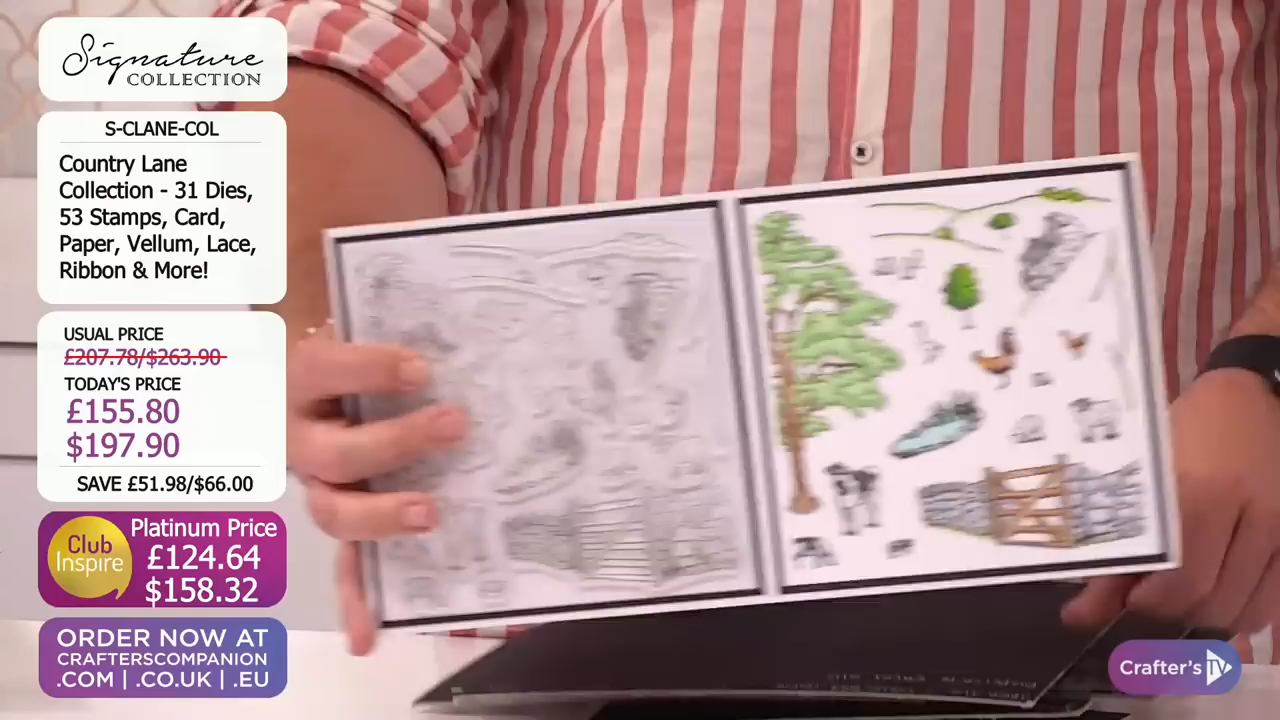 Signature
COLLECTION
S-CLANE-COL
Country Lane
Collection - 31 Dies,
53 Stamps, Card,
Paper, Vellum, Lace,
Ribbon & More!
USUAL PRICE
£207.78/$263.90
TODAY'S PRICE
£155.80
$197.90
SAVE £51.98/$66.00
Club
Inspire
Platinum Price
£124.64
$158.32
ORDER NOW AT
CRAFTERSCOMPANION
.COM | .CO.UK | .EU
Crafter's TV